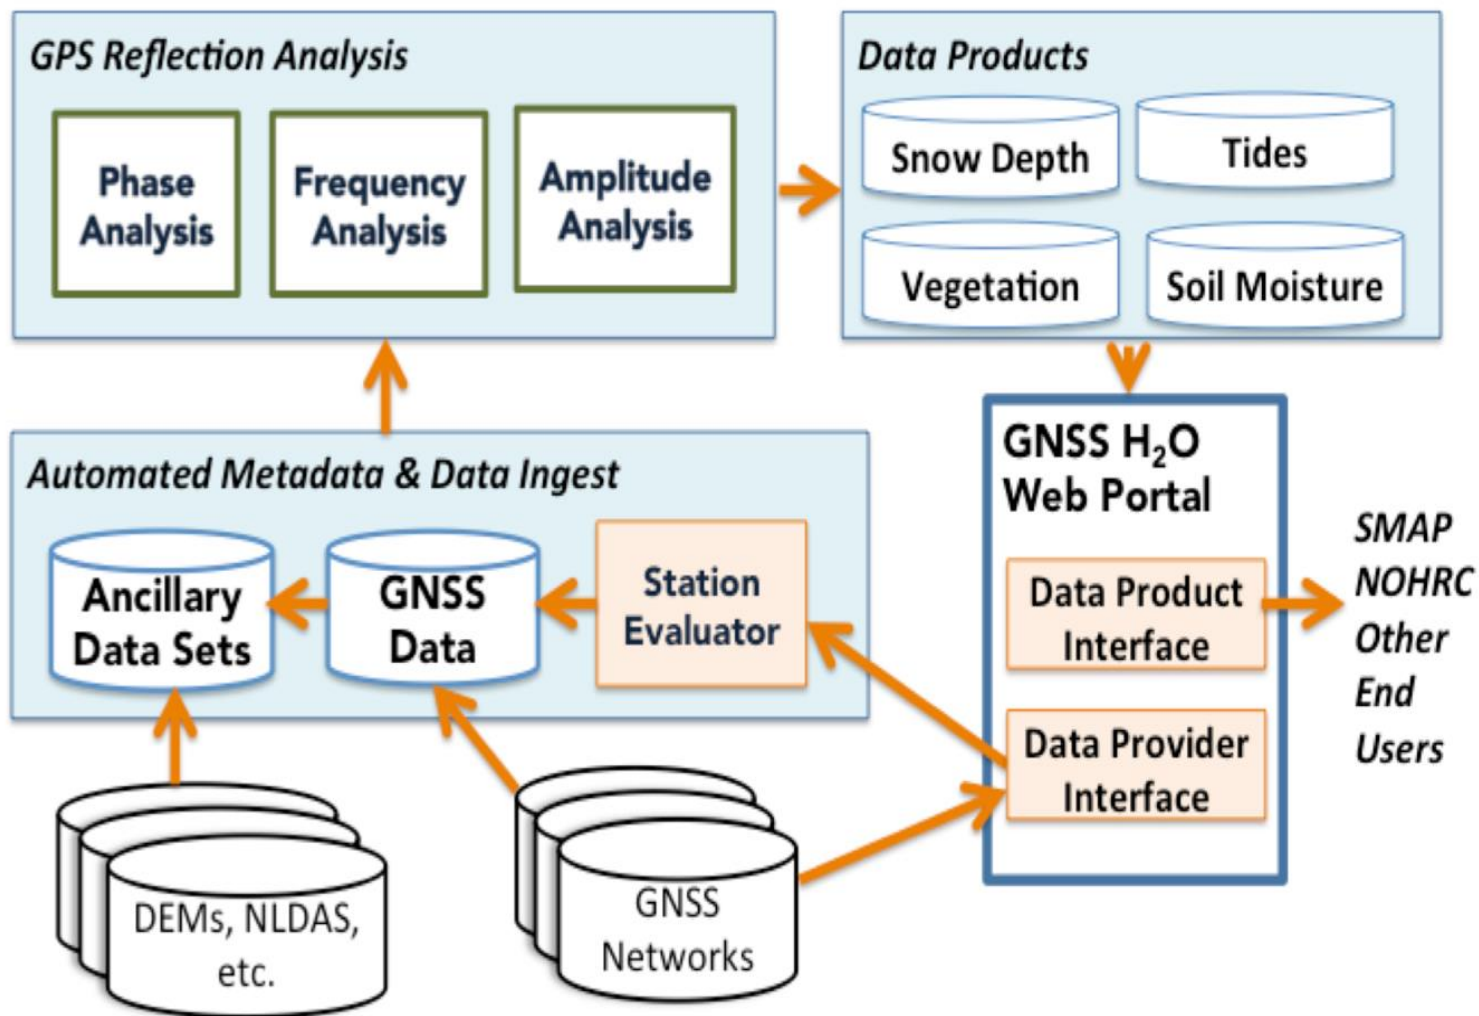 GPS Reflection Analysis
Phase
Analysis
Frequency
Analysis
Amplitude
Analysis
Data Products
Snow Depth
Tides
Vegetation
Soil Moisture
Automated Metadata & Data Ingest
Ancillary
Data Sets
GNSS
Data
Station
Evaluator
GNSS H₂O
Web Portal
Data Product
Interface
Data Provider
Interface
SMAP
NOHRC
Other
End
Users
DEMs, NLDAS,
etc.
GNSS
Networks